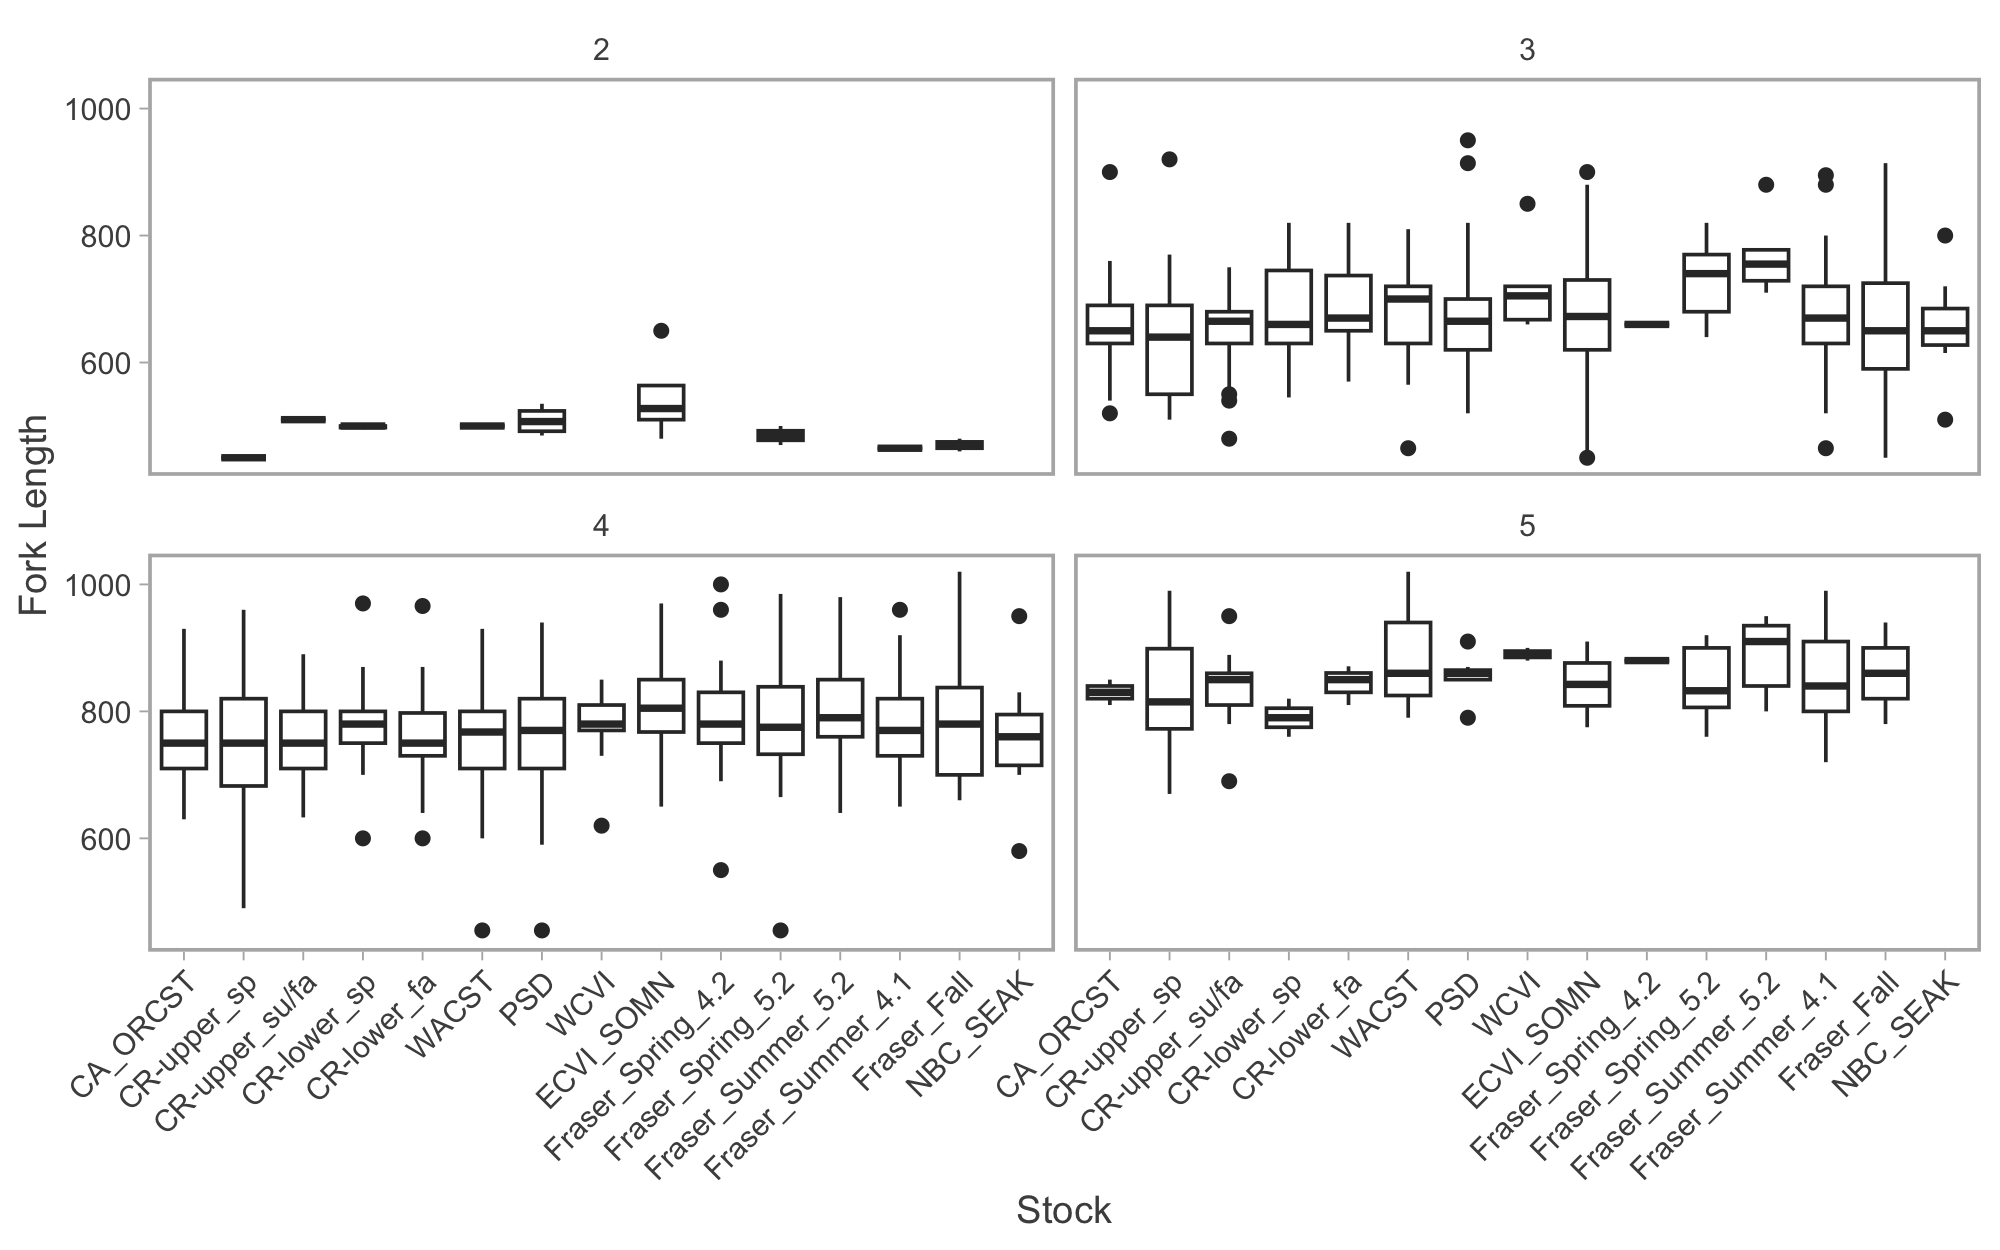 2
3
1000
800
600
Fork Length
4
5
1000
800
600
CA_ORCST
CR-upper_sp
CR-upper_su/fa
CR-lower_sp
CR-lower_fa
WACST
PSD
WCVI
ECVI_SOMN
Fraser_Spring_4.2
Fraser_Spring_5.2
Fraser_Summer_5.2
Fraser_Summer_4.1
Fraser_Fall
NBC_SEAK
CA_ORCST
CR-upper_sp
CR-upper_su/fa
CR-lower_sp
CR-lower_fa
WACST
PSD
WCVI
ECVI_SOMN
Fraser_Spring_4.2
Fraser_Spring_5.2
Fraser_Summer_5.2
Fraser_Summer_4.1
Fraser_Fall
NBC_SEAK
Stock